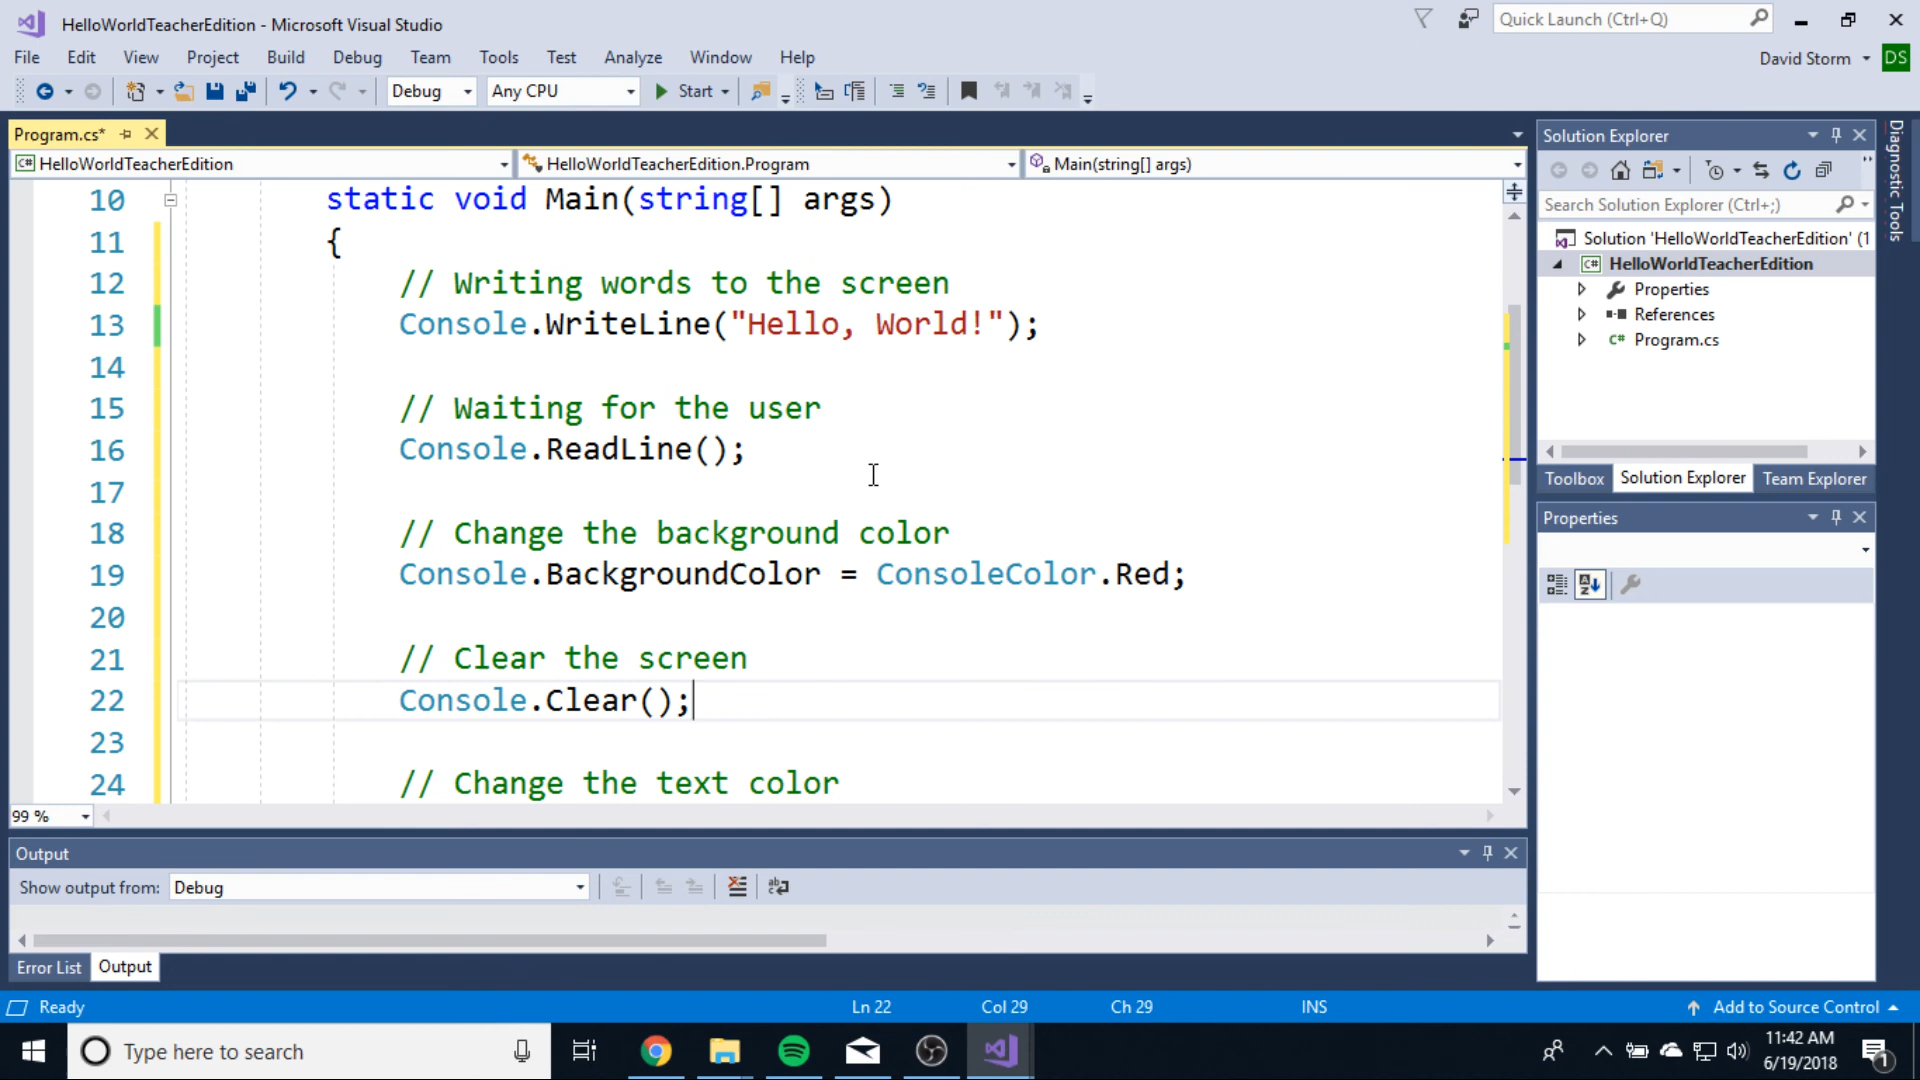 HelloWorldTeacherEdition - Microsoft Visual Studio
Quick Launch (Ctrl+Q)
File Edit View Project Build Debug Team Tools Test Analyze Window Help
David Storm DS
Debug Any CPU Start
Program.cs*
HelloWorldTeacherEdition HelloWorldTeacherEdition.Program Main(string[] args)
10 static void Main(string[] args)
11 {
12 // Writing words to the screen
13 Console.WriteLine("Hello, World!");
14
15 // Waiting for the user
16 Console.ReadLine();
17
18 // Change the background color
19 Console.BackgroundColor = ConsoleColor.Red;
20
21 // Clear the screen
22 Console.Clear();
23
24 // Change the text color
99 %
Output
Show output from: Debug
Error List Output
Solution Explorer
Search Solution Explorer (Ctrl+;)
Solution 'HelloWorldTeacherEdition' (1
C# HelloWorldTeacherEdition
Properties
References
C# Program.cs
Toolbox Solution Explorer Team Explorer
Properties
Diagnostic Tools
Ready Ln 22 Col 29 Ch 29 INS Add to Source Control
Type here to search
11:42 AM
6/19/2018
1